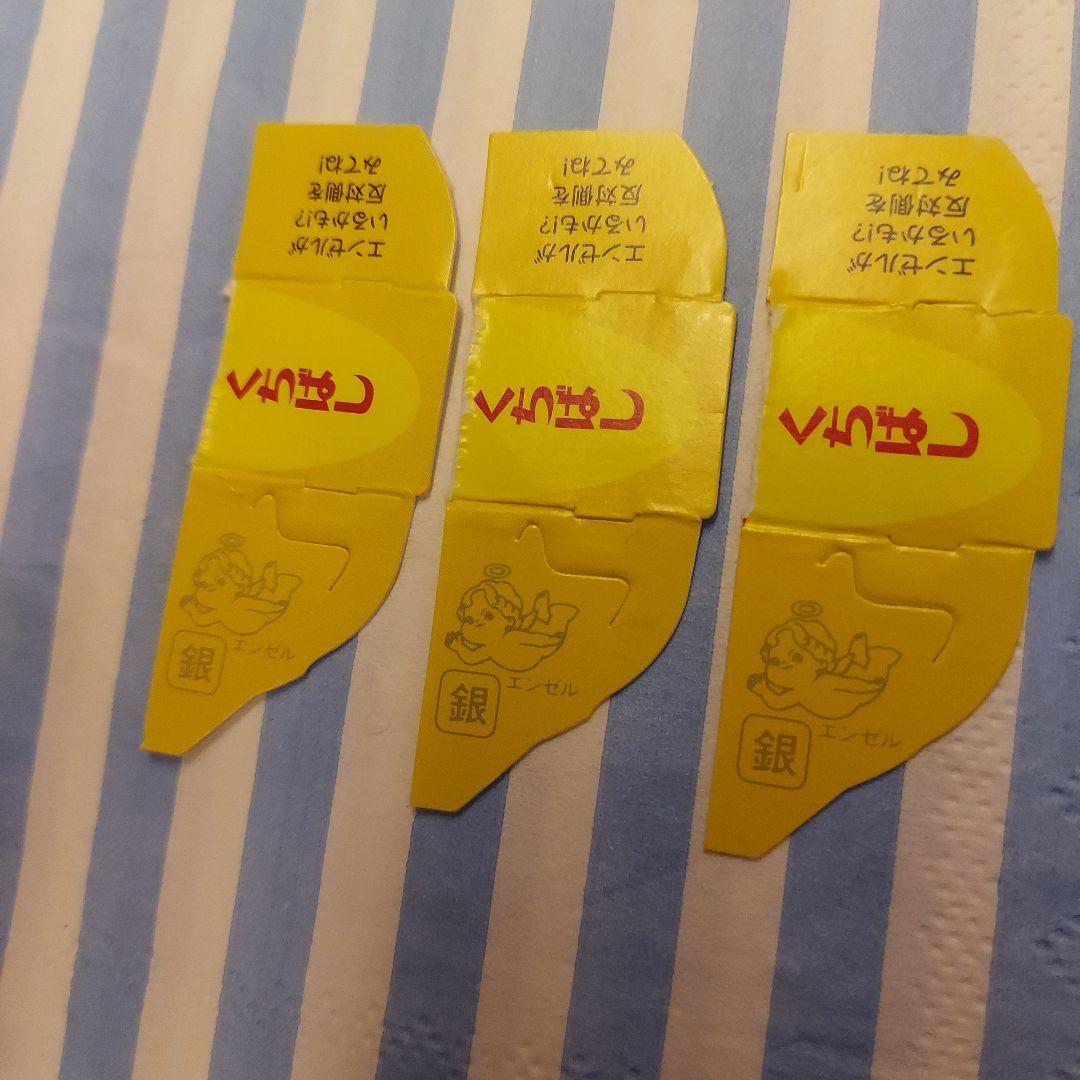 エンゼルが
いるかも!?
反対側を
みてね!
くちばし
銀
エンゼル
エンゼルが
いるかも!?
反対側を
みてね!
くちばし
銀
エンゼル
エンゼルが
いるかも!?
反対側を
みてね!
くちばし
銀
エンゼル